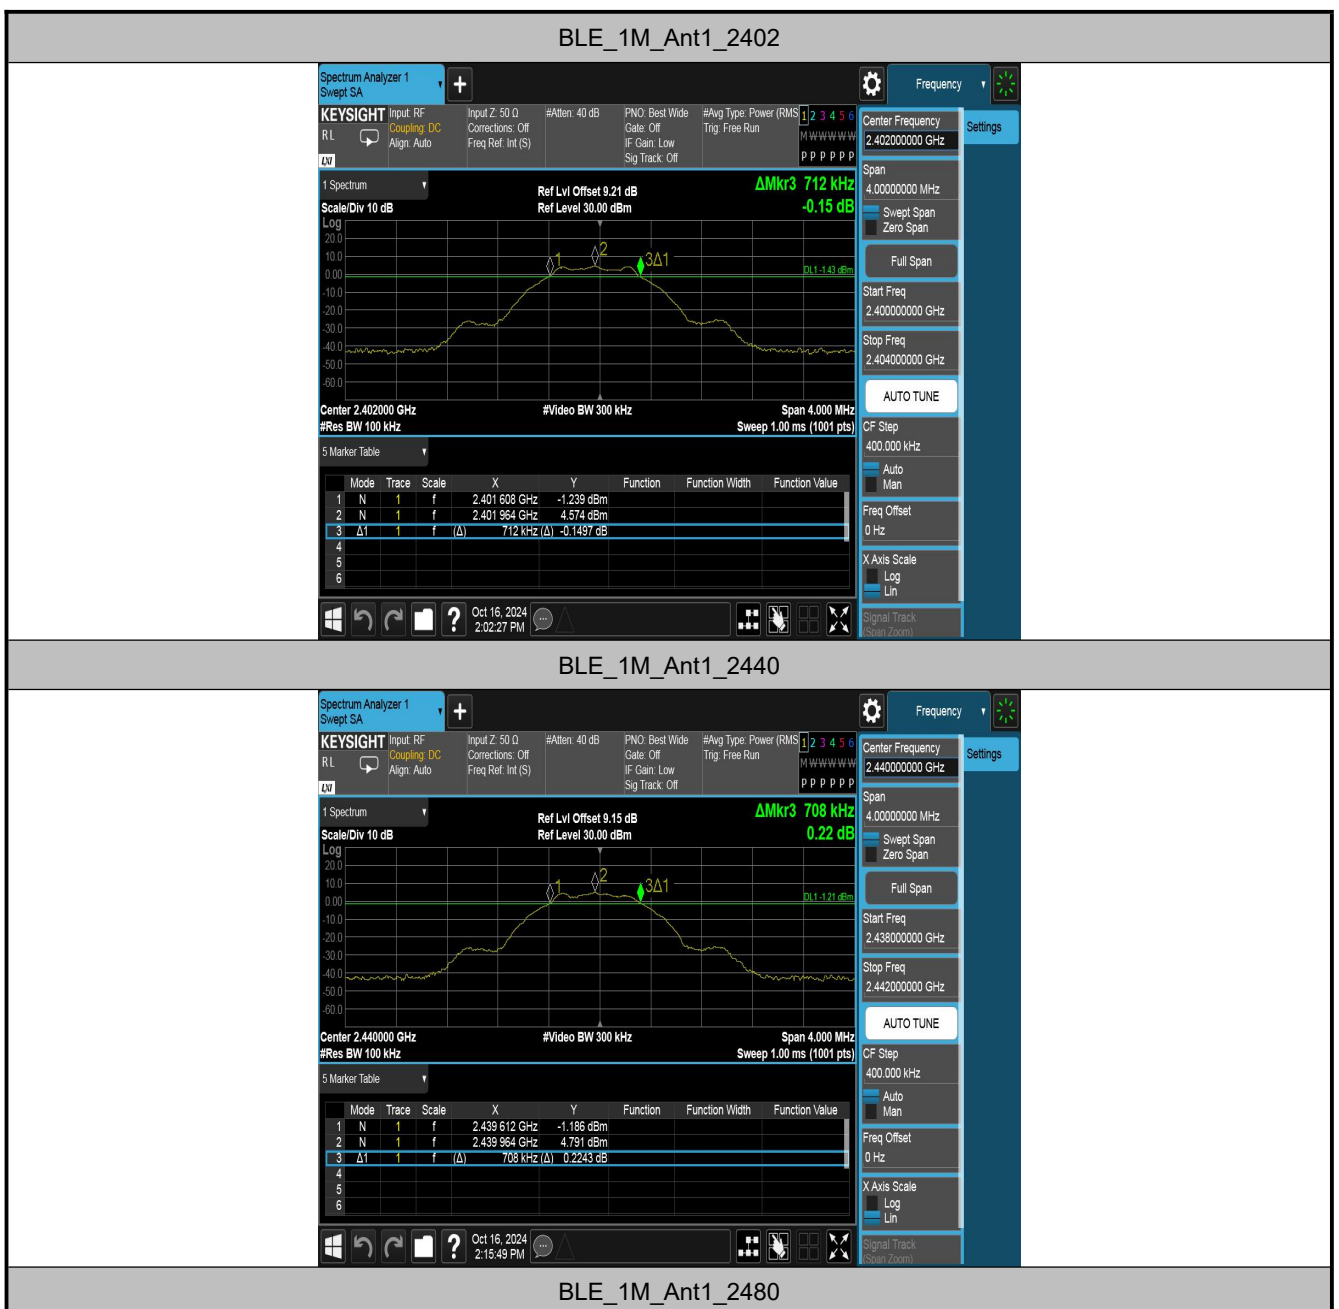 BLE_1M_Ant1_2402
Spectrum Analyzer 1
Swept SA
+
Frequency
KEYSIGHT Input: RF Input Z: 50 Ω #Atten: 40 dB PNO: Best Wide #Avg Type: Power (RMS 1 2 3 4 5 6
RL Coupling: DC Corrections: Off Gate: Off Trig: Free Run
Align: Auto Freq Ref: Int (S) IF Gain: Low M W W W W W
LXI Sig Track: Off P P P P P P
Center Frequency
2.402000000 GHz
Settings
Span
4.00000000 MHz
Swept Span
Zero Span
Full Span
Start Freq
2.400000000 GHz
Stop Freq
2.404000000 GHz
AUTO TUNE
CF Step
400.000 kHz
Auto
Man
Freq Offset
0 Hz
X Axis Scale
Log
Lin
Signal Track
(Span Zoom)
1 Spectrum
Ref Lvl Offset 9.21 dB
ΔMkr3 712 kHz
Scale/Div 10 dB Ref Level 30.00 dBm -0.15 dB
Log
20.0
10.0
0.00
-10.0
-20.0
-30.0
-40.0
-50.0
-60.0
1 2 3Δ1
DL1 -1.43 dBm
Center 2.402000 GHz #Video BW 300 kHz Span 4.000 MHz
#Res BW 100 kHz Sweep 1.00 ms (1001 pts)
5 Marker Table
Mode Trace Scale X Y Function Function Width Function Value
1 N 1 f 2.401 608 GHz -1.239 dBm
2 N 1 f 2.401 964 GHz 4.574 dBm
3 Δ1 1 f (Δ) 712 kHz (Δ) -0.1497 dB
4
5
6
?
Oct 16, 2024
2:02:27 PM
BLE_1M_Ant1_2440
Spectrum Analyzer 1
Swept SA
+
Frequency
KEYSIGHT Input: RF Input Z: 50 Ω #Atten: 40 dB PNO: Best Wide #Avg Type: Power (RMS 1 2 3 4 5 6
RL Coupling: DC Corrections: Off Gate: Off Trig: Free Run
Align: Auto Freq Ref: Int (S) IF Gain: Low M W W W W W
LXI Sig Track: Off P P P P P P
Center Frequency
2.440000000 GHz
Settings
Span
4.00000000 MHz
Swept Span
Zero Span
Full Span
Start Freq
2.438000000 GHz
Stop Freq
2.442000000 GHz
AUTO TUNE
CF Step
400.000 kHz
Auto
Man
Freq Offset
0 Hz
X Axis Scale
Log
Lin
Signal Track
(Span Zoom)
1 Spectrum
Ref Lvl Offset 9.15 dB
ΔMkr3 708 kHz
Scale/Div 10 dB Ref Level 30.00 dBm 0.22 dB
Log
20.0
10.0
0.00
-10.0
-20.0
-30.0
-40.0
-50.0
-60.0
1 2 3Δ1
DL1 -1.21 dBm
Center 2.440000 GHz #Video BW 300 kHz Span 4.000 MHz
#Res BW 100 kHz Sweep 1.00 ms (1001 pts)
5 Marker Table
Mode Trace Scale X Y Function Function Width Function Value
1 N 1 f 2.439 612 GHz -1.186 dBm
2 N 1 f 2.439 964 GHz 4.791 dBm
3 Δ1 1 f (Δ) 708 kHz (Δ) 0.2243 dB
4
5
6
?
Oct 16, 2024
2:15:49 PM
BLE_1M_Ant1_2480